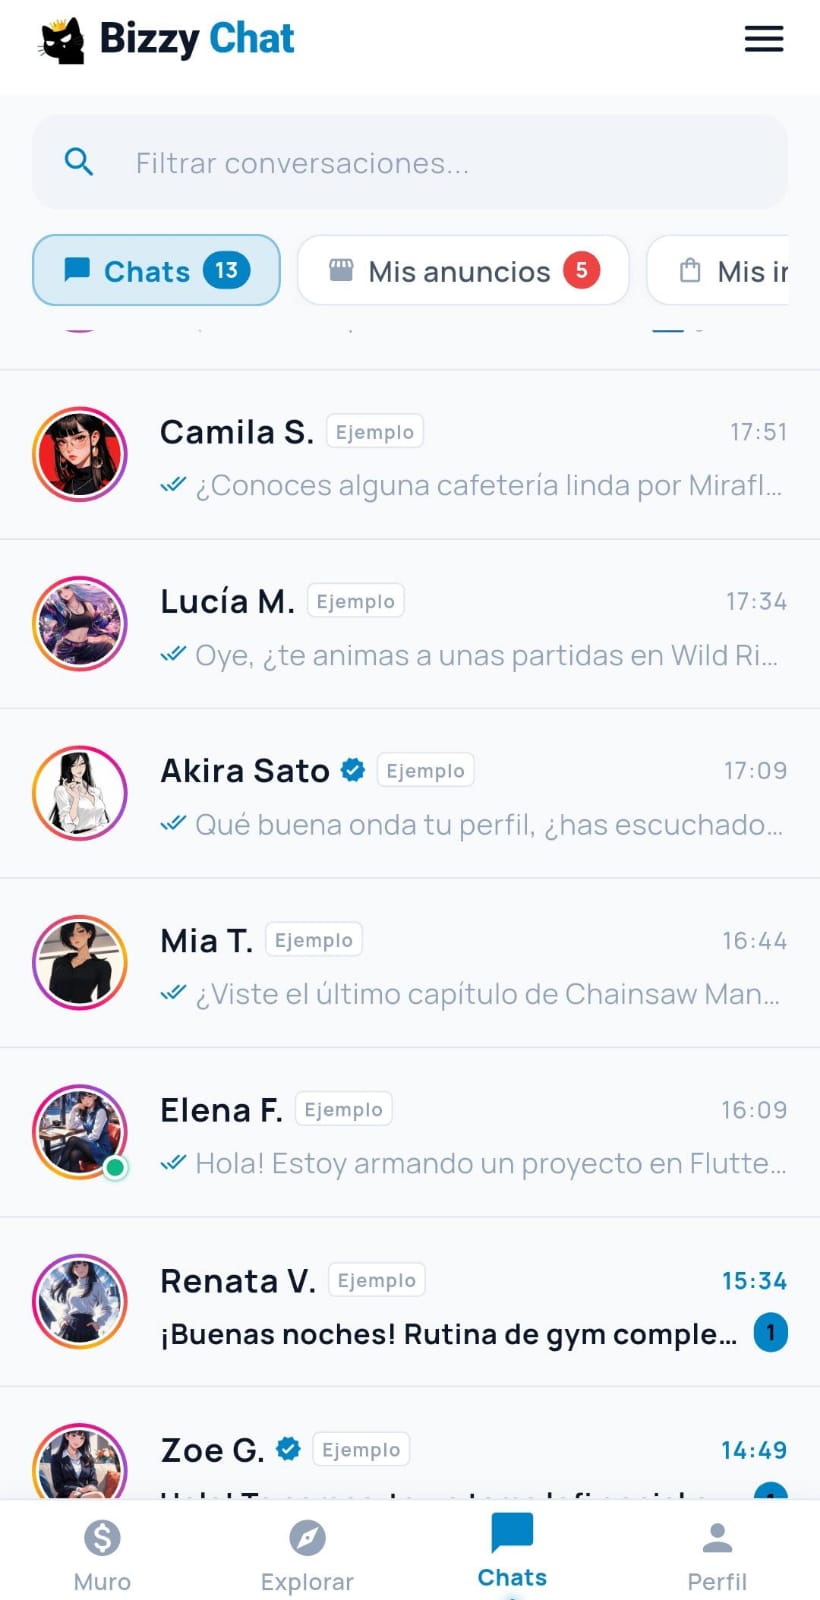 Bizzy Chat
Filtrar conversaciones...
Chats 13
Mis anuncios 5
Mis
Camila S. Ejemplo 17:51
¿Conoces alguna cafetería linda por Mirafl...
Lucía M. Ejemplo 17:34
Oye, ¿te animas a unas partidas en Wild Ri...
Akira Sato Ejemplo 17:09
Qué buena onda tu perfil, ¿has escuchado...
Mia T. Ejemplo 16:44
¿Viste el último capítulo de Chainsaw Man...
Elena F. Ejemplo 16:09
Hola! Estoy armando un proyecto en Flutte...
Renata V. Ejemplo 15:34
¡Buenas noches! Rutina de gym comple... 1
Zoe G. Ejemplo 14:49
Muro
Explorar
Chats
Perfil